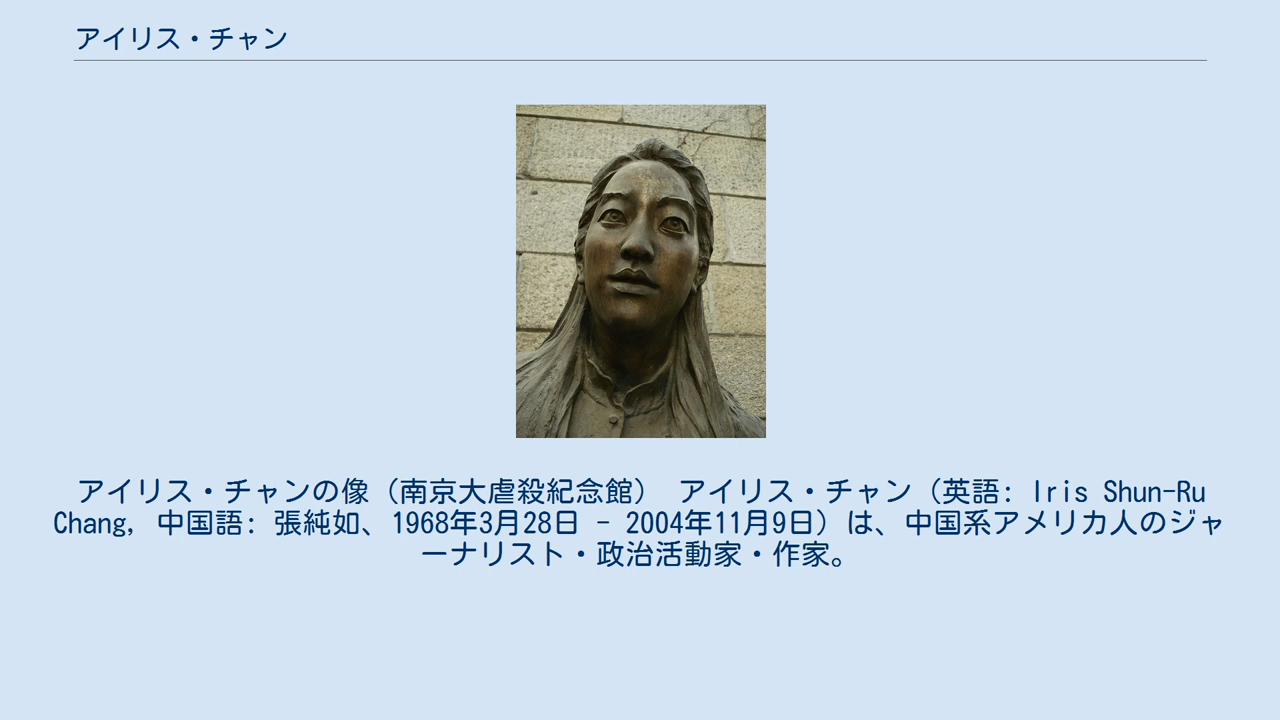 アイリス・チャン
アイリス・チャンの像（南京大虐殺紀念館） アイリス・チャン（英語: Iris Shun-Ru
Chang, 中国語: 張純如、1968年3月28日 - 2004年11月9日）は、中国系アメリカ人のジャ
ーナリスト・政治活動家・作家。